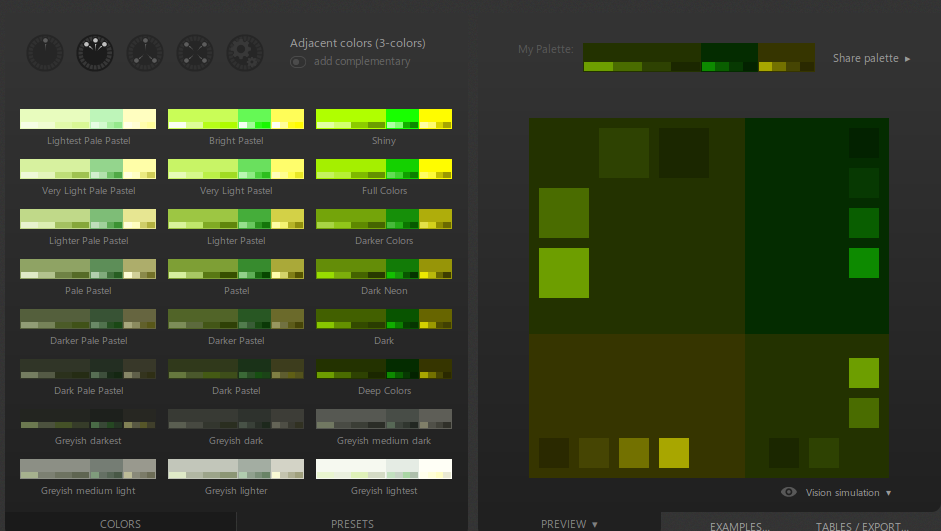 Adjacent colors (3-colors)
add complementary
My Palette:
Share palette ▸
Lightest Pale Pastel
Bright Pastel
Shiny
Very Light Pale Pastel
Very Light Pastel
Full Colors
Lighter Pale Pastel
Lighter Pastel
Darker Colors
Pale Pastel
Pastel
Dark Neon
Darker Pale Pastel
Darker Pastel
Dark
Dark Pale Pastel
Dark Pastel
Deep Colors
Greyish darkest
Greyish dark
Greyish medium dark
Greyish medium light
Greyish lighter
Greyish lightest
Vision simulation ▾
COLORS
PRESETS
PREVIEW ▾
EXAMPLES...
TABLES / EXPORT...